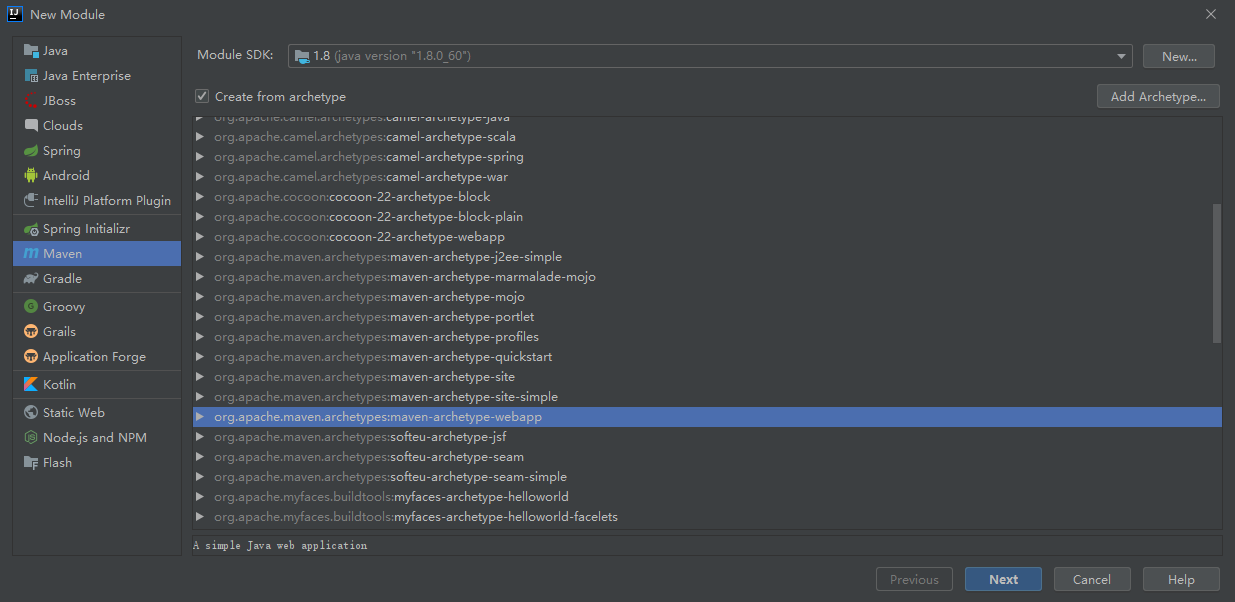 New Module
Java
Java Enterprise
JBoss
Clouds
Spring
Android
IntelliJ Platform Plugin
Spring Initializr
Maven
Gradle
Groovy
Grails
Application Forge
Kotlin
Static Web
Node.js and NPM
Flash
Module SDK: 1.8 (java version "1.8.0_60") New...
Create from archetype Add Archetype...
org.apache.camel.archetypes:camel-archetype-java
org.apache.camel.archetypes:camel-archetype-scala
org.apache.camel.archetypes:camel-archetype-spring
org.apache.camel.archetypes:camel-archetype-war
org.apache.cocoon:cocoon-22-archetype-block
org.apache.cocoon:cocoon-22-archetype-block-plain
org.apache.cocoon:cocoon-22-archetype-webapp
org.apache.maven.archetypes:maven-archetype-j2ee-simple
org.apache.maven.archetypes:maven-archetype-marmalade-mojo
org.apache.maven.archetypes:maven-archetype-mojo
org.apache.maven.archetypes:maven-archetype-portlet
org.apache.maven.archetypes:maven-archetype-profiles
org.apache.maven.archetypes:maven-archetype-quickstart
org.apache.maven.archetypes:maven-archetype-site
org.apache.maven.archetypes:maven-archetype-site-simple
org.apache.maven.archetypes:maven-archetype-webapp
org.apache.maven.archetypes:softeu-archetype-jsf
org.apache.maven.archetypes:softeu-archetype-seam
org.apache.maven.archetypes:softeu-archetype-seam-simple
org.apache.myfaces.buildtools:myfaces-archetype-helloworld
org.apache.myfaces.buildtools:myfaces-archetype-helloworld-facelets
A simple Java web application
Previous Next Cancel Help